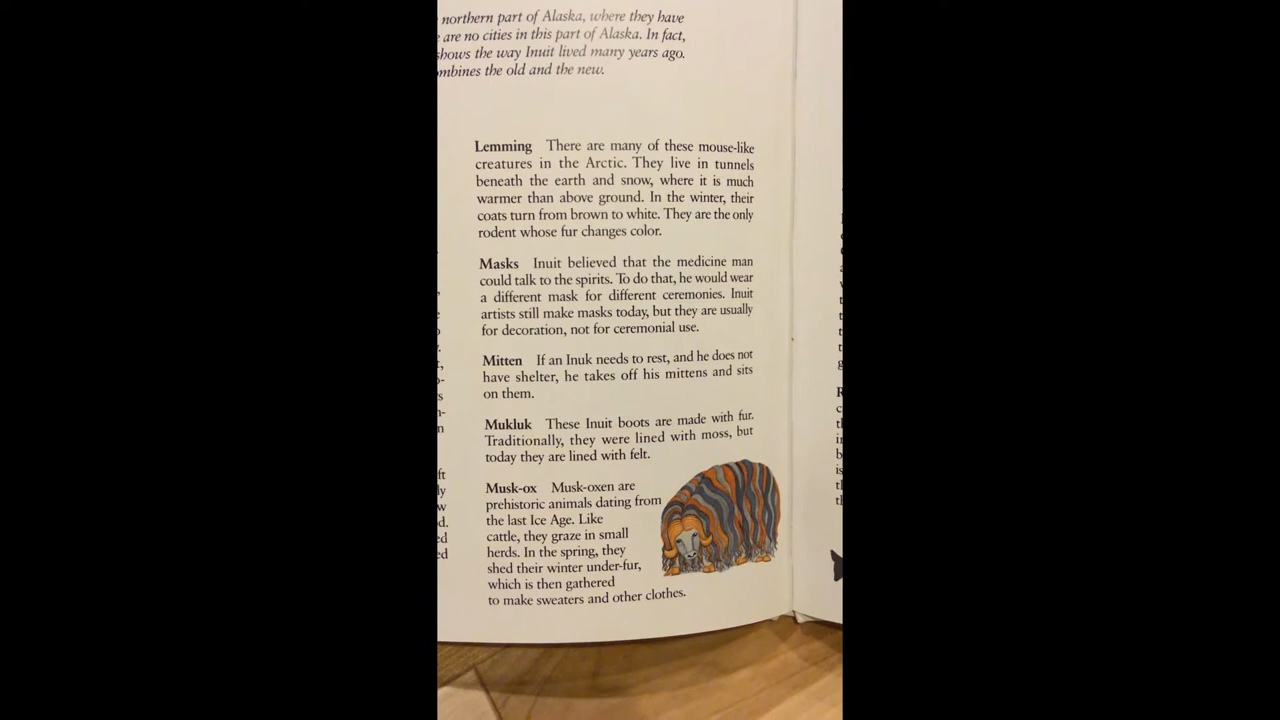 northern part of Alaska, where they have
are no cities in this part of Alaska. In fact,
shows the way Inuit lived many years ago.
the old and the new.
Lemming There are many of these mouse-like
creatures in the Arctic. They live in tunnels
beneath the earth and snow, where it is much
warmer than above ground. In the winter, their
coats turn from brown to white. They are the only
rodent whose fur changes color.
Masks Inuit believed that the medicine man
could talk to the spirits. To do that, he would wear
a different mask for different ceremonies. Inuit
artists still make masks today, but they are usually
for decoration, not for ceremonial use.
Mitten If an Inuk needs to rest, and he does not
have shelter, he takes off his mittens and sits
on them.
Mukluk These Inuit boots are made with fur.
Traditionally, they were lined with moss, but
today they are lined with felt.
Musk-ox Musk-oxen are
prehistoric animals dating from
the last Ice Age. Like
cattle, they graze in small
herds. In the spring, they
shed their winter under-fur,
which is then gathered
to make sweaters and other clothes.